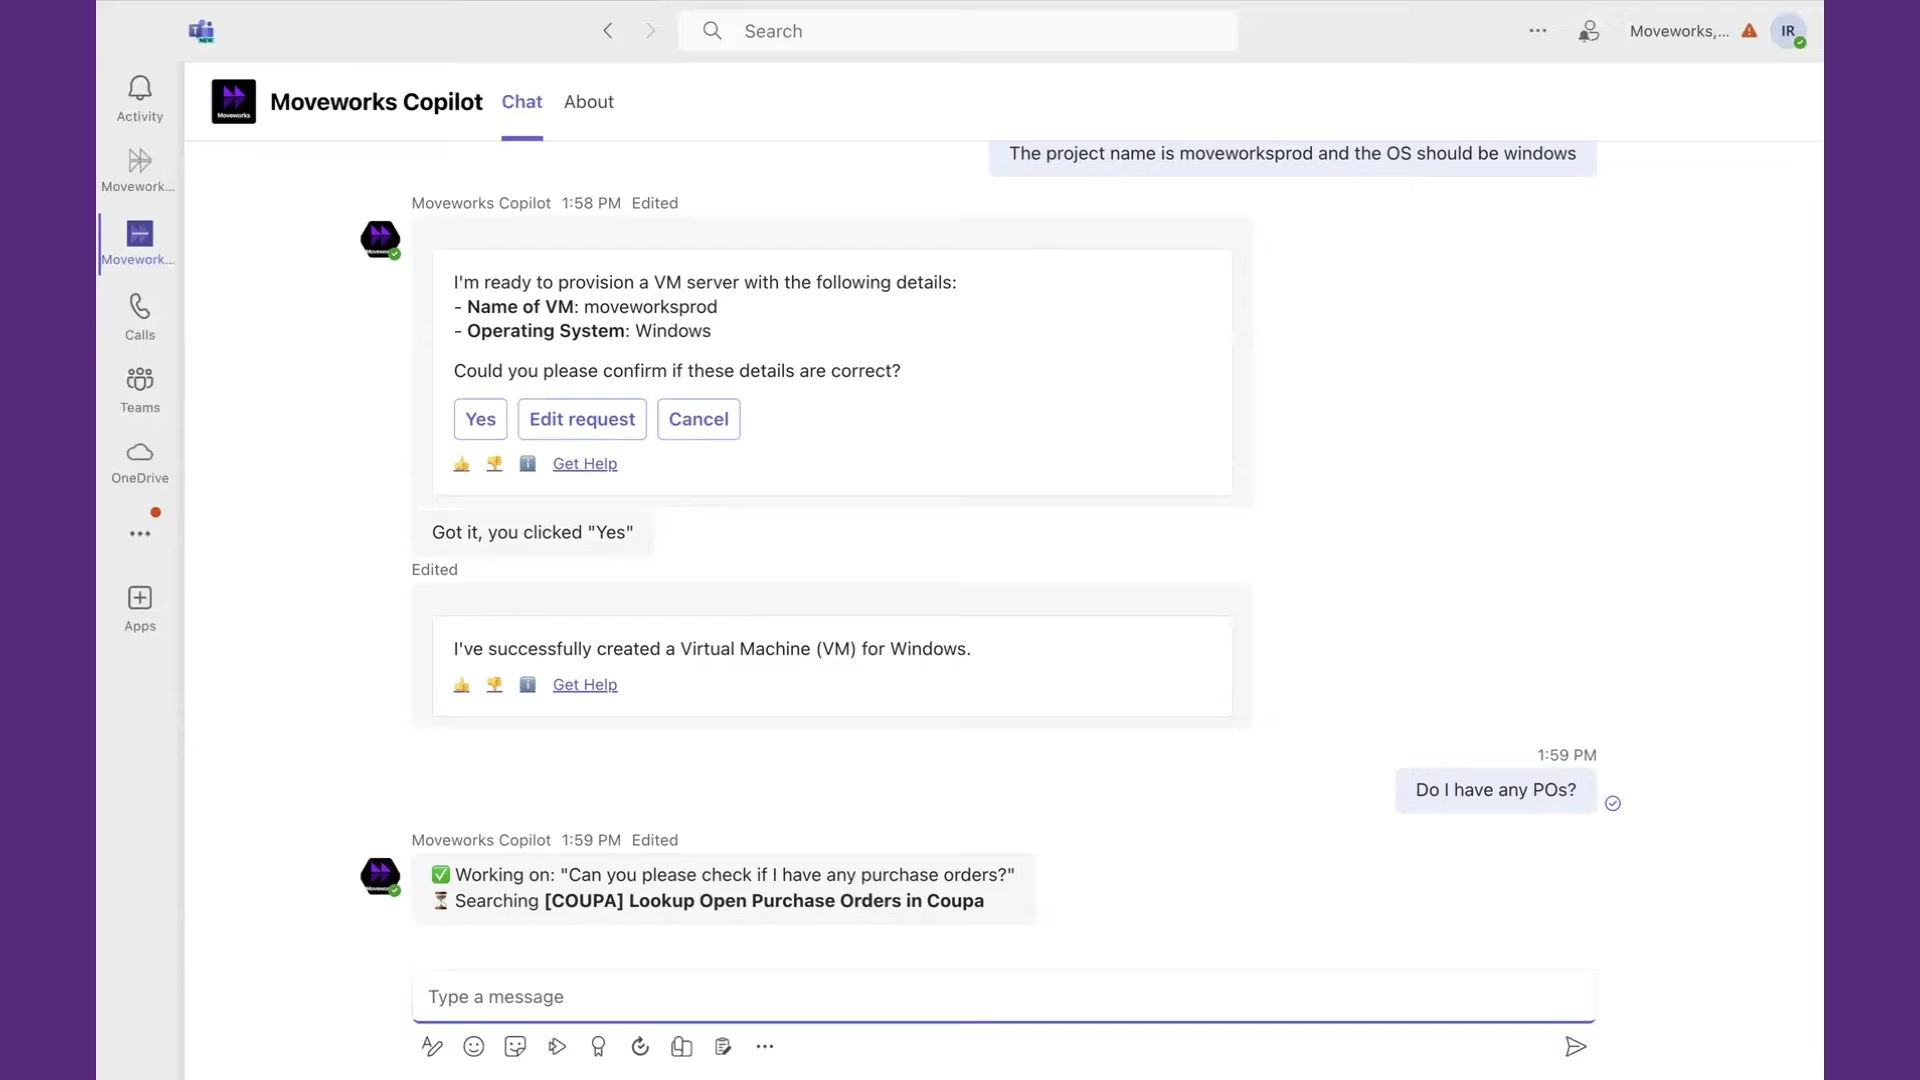 Search
Moveworks,...
IR
NEW
Activity
Movework...
Movework...
Calls
Teams
OneDrive
Apps
Moveworks
Moveworks Copilot
Chat
About
The project name is moveworksprod and the OS should be windows
Moveworks Copilot 1:58 PM Edited
I'm ready to provision a VM server with the following details:
- Name of VM: moveworksprod
- Operating System: Windows
Could you please confirm if these details are correct?
Yes
Edit request
Cancel
Get Help
Got it, you clicked "Yes"
Edited
I've successfully created a Virtual Machine (VM) for Windows.
Get Help
1:59 PM
Do I have any POs?
Moveworks Copilot 1:59 PM Edited
✅ Working on: "Can you please check if I have any purchase orders?"
⏳ Searching [COUPA] Lookup Open Purchase Orders in Coupa
Type a message